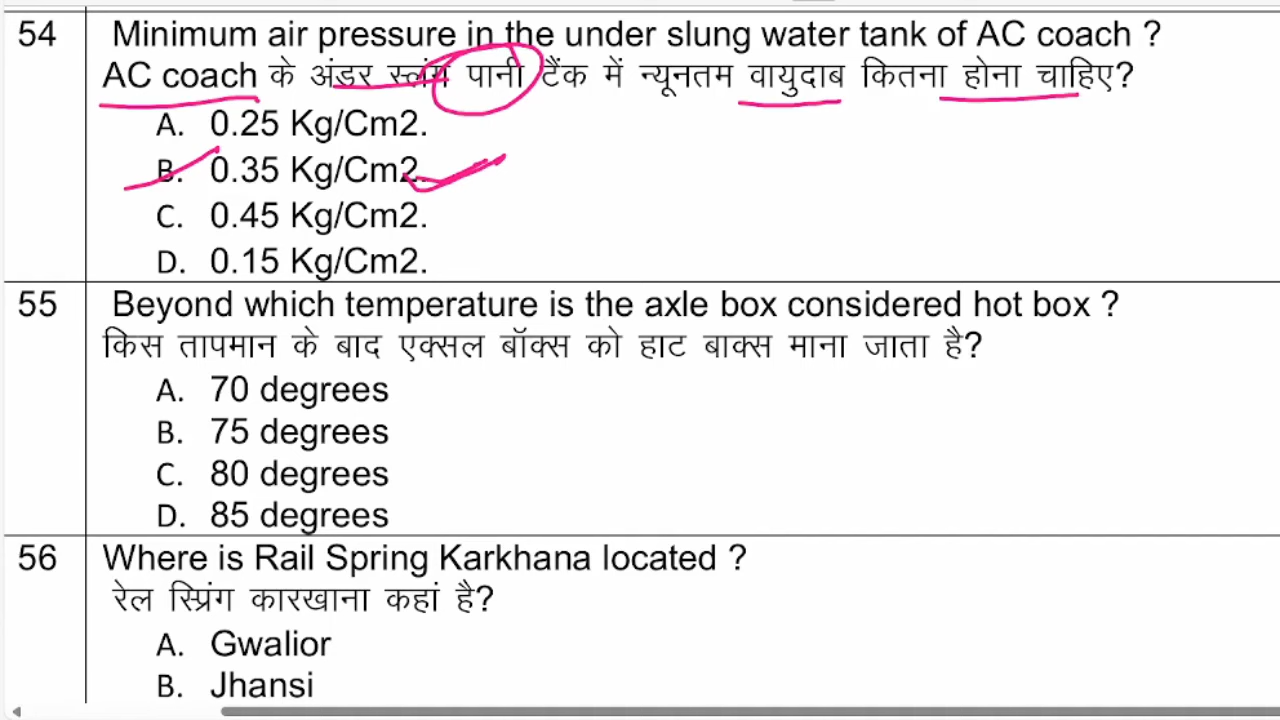 54 Minimum air pressure in the under slung water tank of AC coach ?
AC coach के अंडर स्लंग पानी टैंक में न्यूनतम वायुदाब कितना होना चाहिए?
A. 0.25 Kg/Cm2.
B. 0.35 Kg/Cm2.
C. 0.45 Kg/Cm2.
D. 0.15 Kg/Cm2.
55 Beyond which temperature is the axle box considered hot box ?
किस तापमान के बाद एक्सल बॉक्स को हाट बाक्स माना जाता है?
A. 70 degrees
B. 75 degrees
C. 80 degrees
D. 85 degrees
56 Where is Rail Spring Karkhana located ?
रेल स्प्रिंग कारखाना कहां है?
A. Gwalior
B. Jhansi